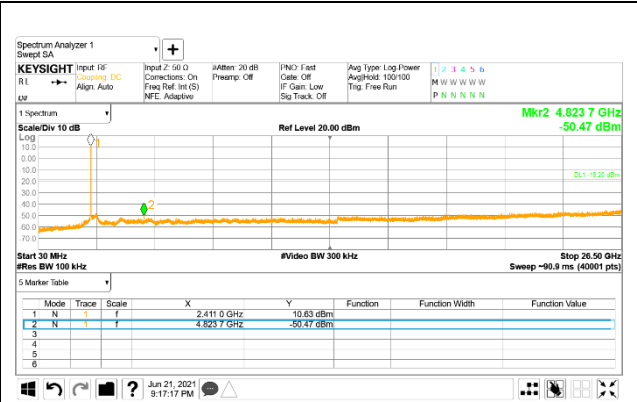 Spectrum Analyzer 1
Swept SA
KEYSIGHT
RL
Input: RF
Coupling: DC
Align: Auto
Input Z: 50 Ω
Corrections: On
Freq Ref: Int (S)
NFE: Adaptive
#Atten: 20 dB
Preamp: Off
PNO: Fast
Gate: Off
IF Gain: Low
Sig Track: Off
Avg Type: Log-Power
Avg|Hold: 100/100
Trig: Free Run
1 2 3 4 5 6
M W W W W W
P N N N N N
1 Spectrum
Mkr2 4.823 7 GHz
Scale/Div 10 dB
Ref Level 20.00 dBm
-50.47 dBm
Log
10.0
0.00
10.0
20.0
30.0
40.0
50.0
60.0
70.0
1
2
Start 30 MHz
#Video BW 300 kHz
Stop 26.50 GHz
#Res BW 100 kHz
Sweep ~90.9 ms (40001 pts)
5 Marker Table
Mode Trace Scale X Y Function Function Width Function Value
1 N 1 f 2.411 0 GHz 10.63 dBm
2 N 1 f 4.823 7 GHz -50.47 dBm
3
4
5
6
?
Jun 21, 2021
9:17:17 PM